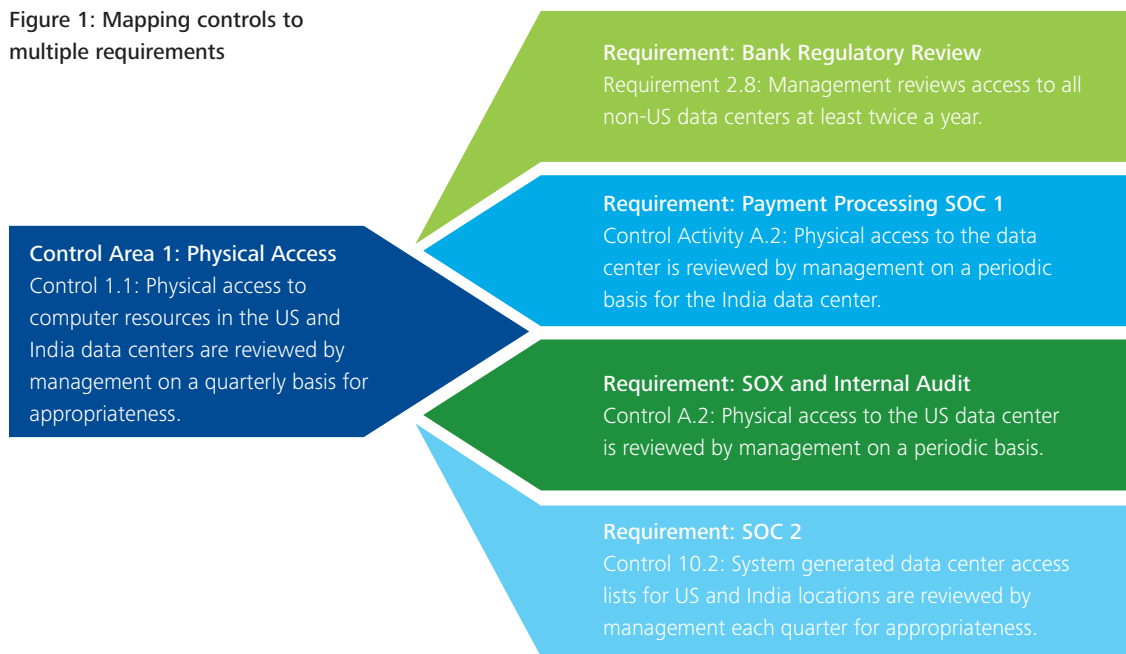 Figure 1: Mapping controls to
multiple requirements
Control Area 1: Physical Access
Control 1.1: Physical access to
computer resources in the US and
India data centers are reviewed by
management on a quarterly basis for
appropriateness.
Requirement: Bank Regulatory Review
Requirement 2.8: Management reviews access to all
non-US data centers at least twice a year.
Requirement: Payment Processing SOC 1
Control Activity A.2: Physical access to the data
center is reviewed by management on a periodic
basis for the India data center.
Requirement: SOX and Internal Audit
Control A.2: Physical access to the US data center
is reviewed by management on a periodic basis.
Requirement: SOC 2
Control 10.2: System generated data center access
lists for US and India locations are reviewed by
management each quarter for appropriateness.